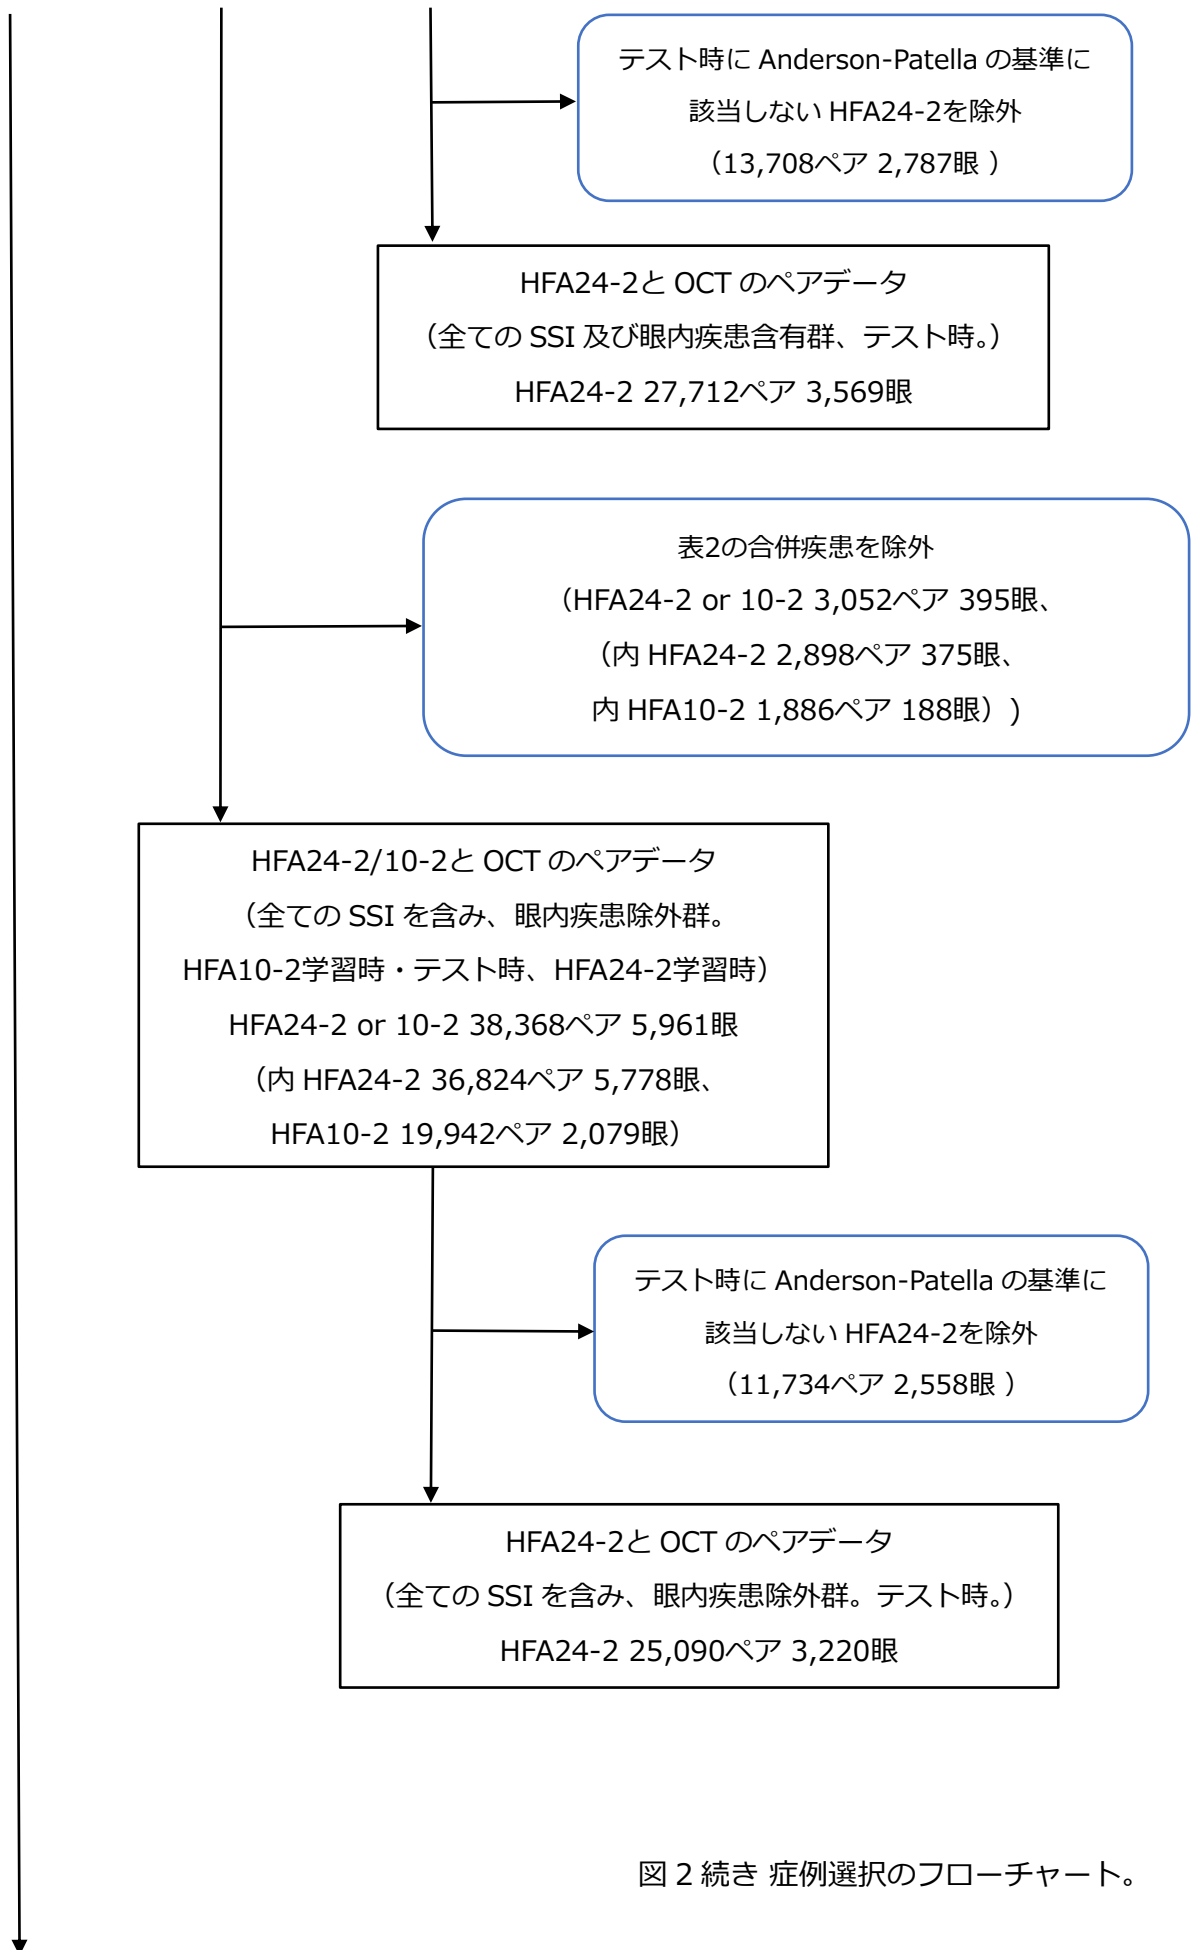 テスト時に Anderson-Patella の基準に
該当しない HFA24-2を除外
（13,708ペア 2,787眼 ）
HFA24-2と OCT のペアデータ
（全ての SSI 及び眼内疾患含有群、テスト時。）
HFA24-2 27,712ペア 3,569眼
表2の合併疾患を除外
（HFA24-2 or 10-2 3,052ペア 395眼、
（内 HFA24-2 2,898ペア 375眼、
内 HFA10-2 1,886ペア 188眼）)
HFA24-2/10-2と OCT のペアデータ
（全ての SSI を含み、眼内疾患除外群。
HFA10-2学習時・テスト時、HFA24-2学習時）
HFA24-2 or 10-2 38,368ペア 5,961眼
（内 HFA24-2 36,824ペア 5,778眼、
HFA10-2 19,942ペア 2,079眼）
テスト時に Anderson-Patella の基準に
該当しない HFA24-2を除外
（11,734ペア 2,558眼 ）
HFA24-2と OCT のペアデータ
（全ての SSI を含み、眼内疾患除外群。テスト時。）
HFA24-2 25,090ペア 3,220眼
図 2 続き 症例選択のフローチャート。